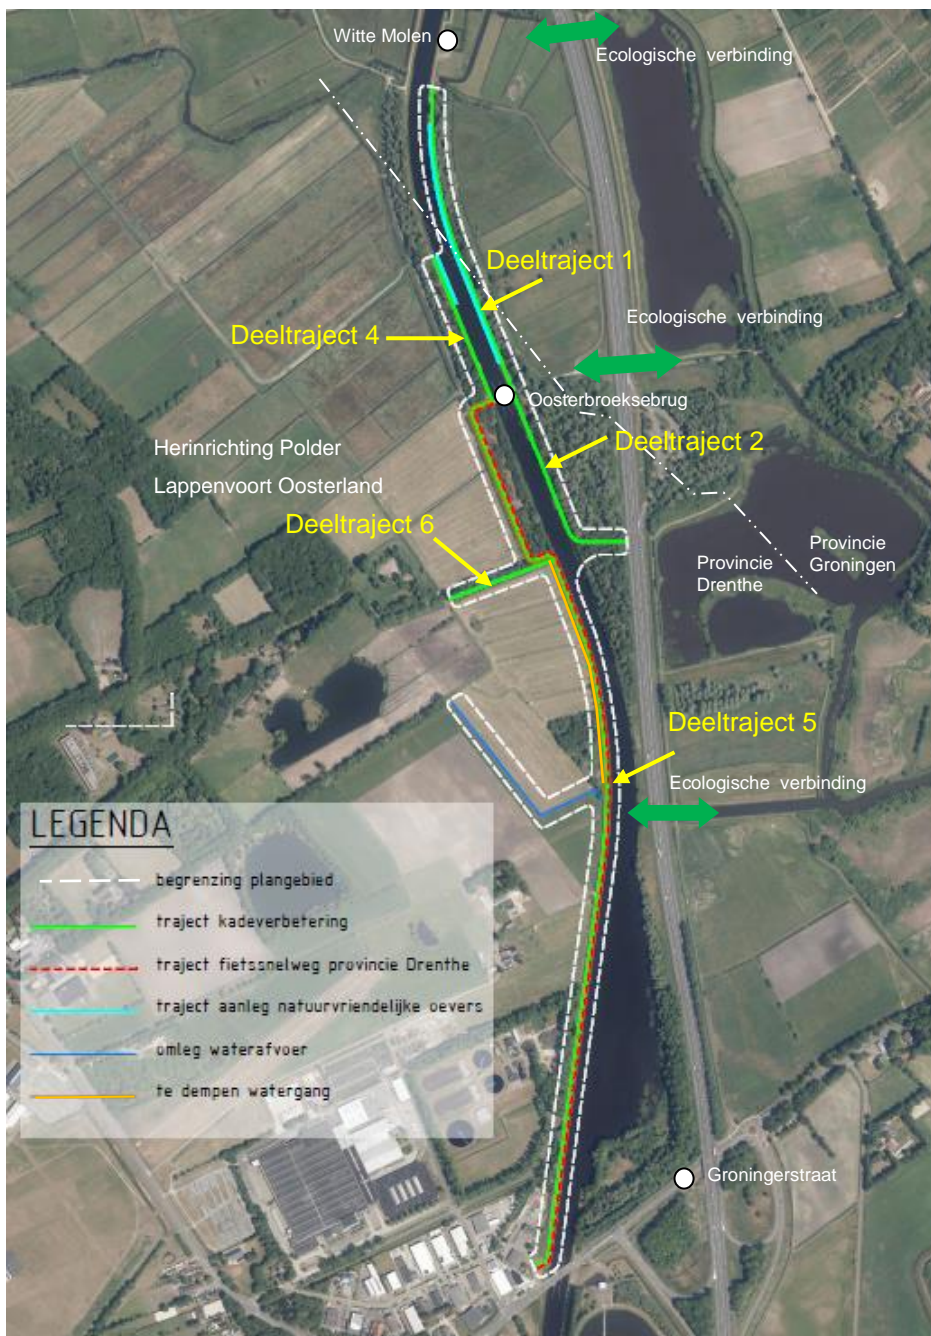 Witte Molen
Ecologische verbinding
Deeltraject 1
Ecologische verbinding
Deeltraject 4
Oosterbroeksebrug
Deeltraject 2
Herinrichting Polder
Lappenvoort Oosterland
Deeltraject 6
Provincie
Groningen
Provincie
Drenthe
Deeltraject 5
Ecologische verbinding
LEGENDA
begrenzing plangebied
traject kadeverbetering
traject fietssnelweg provincie Drenthe
traject aanleg natuurvriendelijke oevers
omleg waterafvoer
te dempen watergang
Groningerstraat